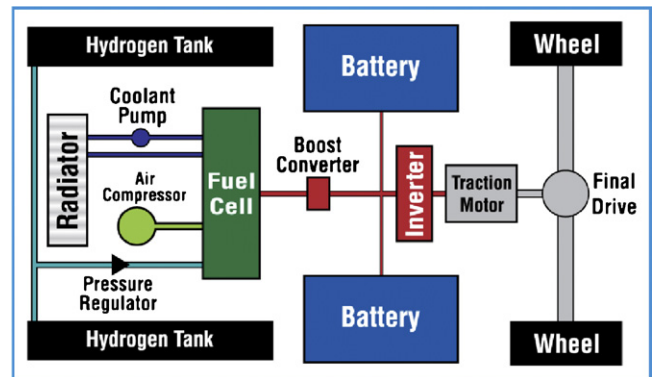 Hydrogen Tank
Battery
Wheel
Coolant
Pump
Radiator
Air
Compressor
Fuel
Cell
Boost
Converter
Inverter
Traction
Motor
Final
Drive
Pressure
Regulator
Hydrogen Tank
Battery
Wheel